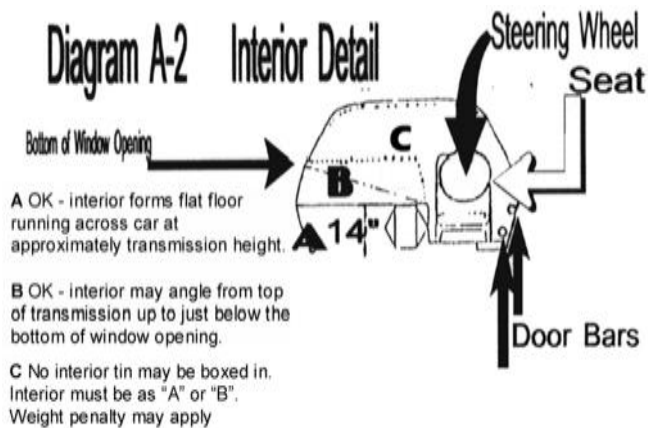 Diagram A-2 Interior Detail
Steering Wheel
Seat
Bottom of Window Opening
C
B
A 14"
A OK - interior forms flat floor
running across car at
approximately transmission height.
B OK - interior may angle from top
of transmission up to just below the
bottom of window opening.
Door Bars
C No interior tin may be boxed in.
Interior must be as "A" or "B".
Weight penalty may apply